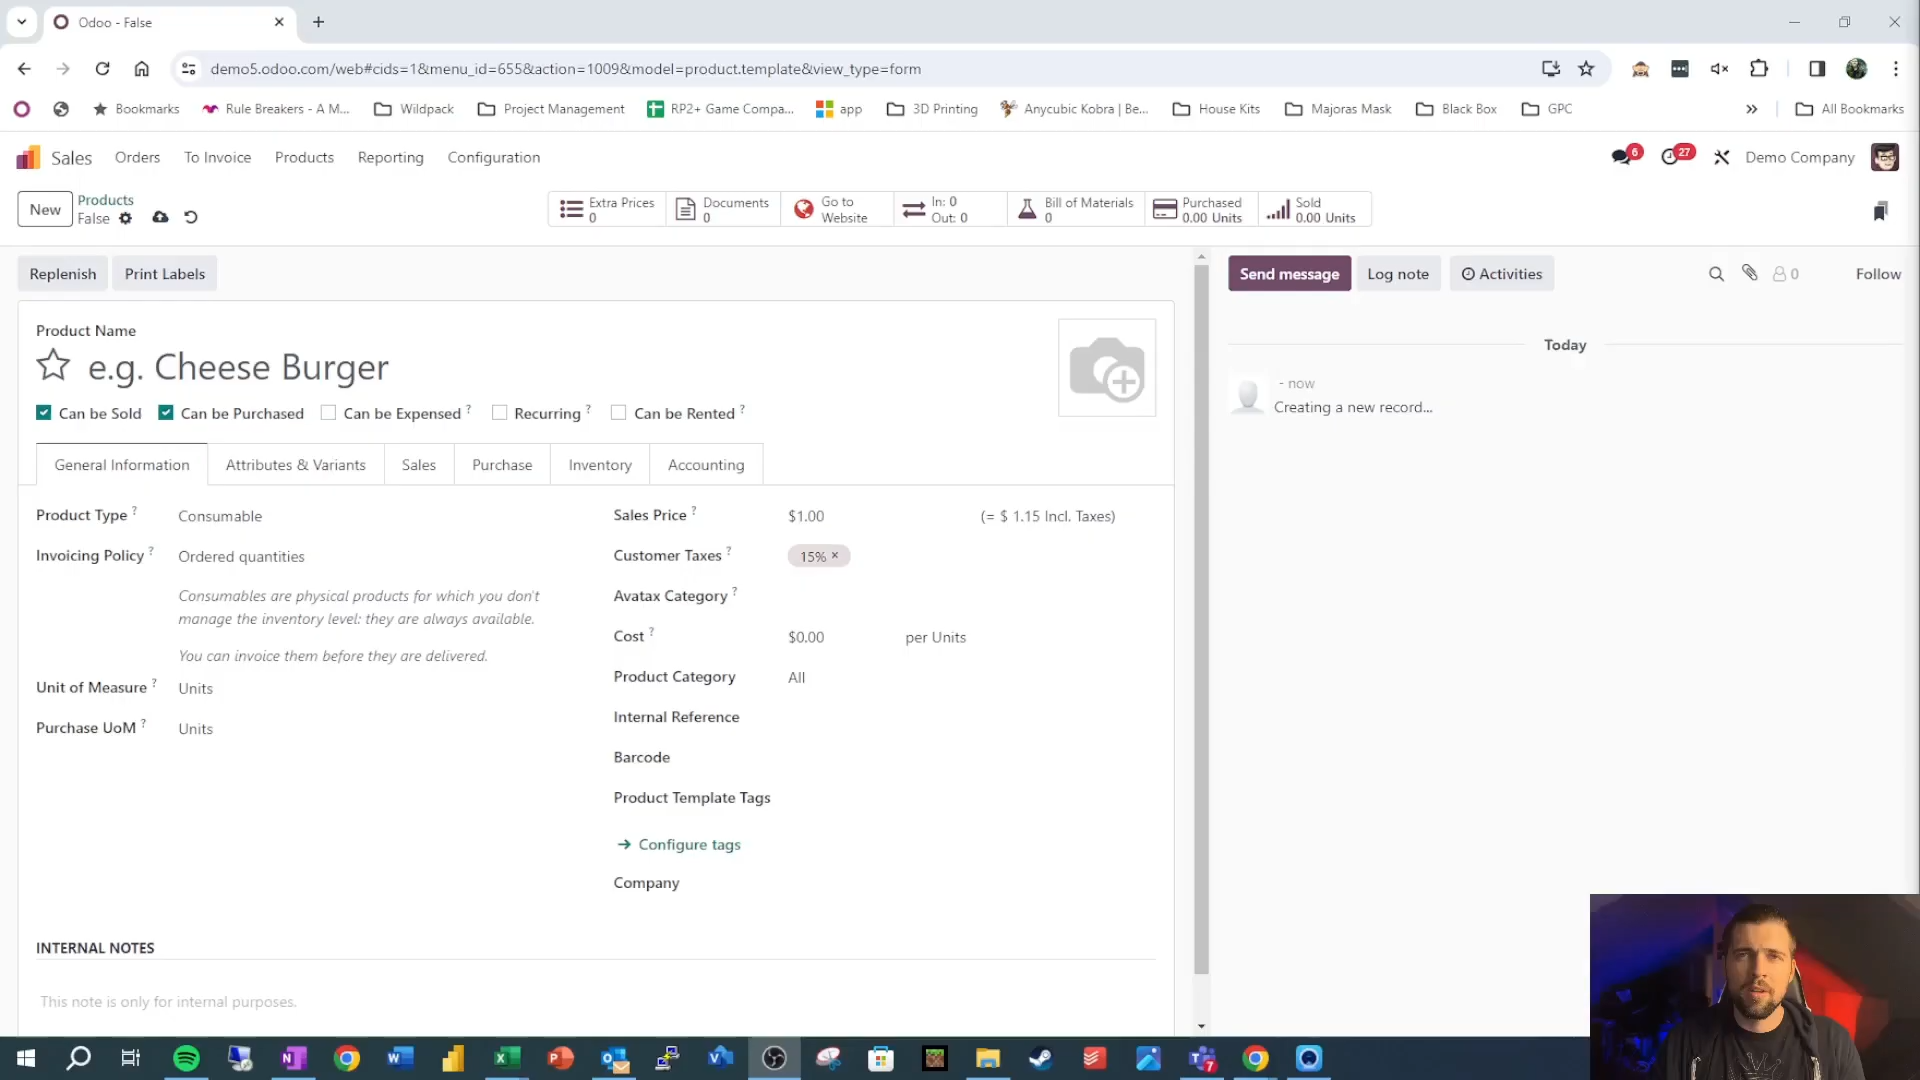 Odoo - False
demo5.odoo.com/web#cids=1&menu_id=655&action=1009&model=product.template&view_type=form
Bookmarks
Rule Breakers - A M...
Wildpack
Project Management
RP2+ Game Compa...
app
3D Printing
Anycubic Kobra | Be...
House Kits
Majoras Mask
Black Box
GPC
»
All Bookmarks
Sales
Orders
To Invoice
Products
Reporting
Configuration
6
27
Demo Company
New
Products
False
Extra Prices
0
Documents
0
Go to
Website
In: 0
Out: 0
Bill of Materials
0
Purchased
0.00 Units
Sold
0.00 Units
Replenish
Print Labels
Send message
Log note
Activities
0
Follow
Product Name
e.g. Cheese Burger
Can be Sold
Can be Purchased
Can be Expensed ?
Recurring ?
Can be Rented ?
General Information
Attributes & Variants
Sales
Purchase
Inventory
Accounting
Product Type ? Consumable
Invoicing Policy ? Ordered quantities
Consumables are physical products for which you don't
manage the inventory level: they are always available.
You can invoice them before they are delivered.
Unit of Measure ? Units
Purchase UoM ? Units
Sales Price ? $1.00 (= $ 1.15 Incl. Taxes)
Customer Taxes ? 15% ×
Avatax Category ?
Cost ? $0.00 per Units
Product Category All
Internal Reference
Barcode
Product Template Tags
Configure tags
Company
INTERNAL NOTES
This note is only for internal purposes.
Today
- now
Creating a new record...
7